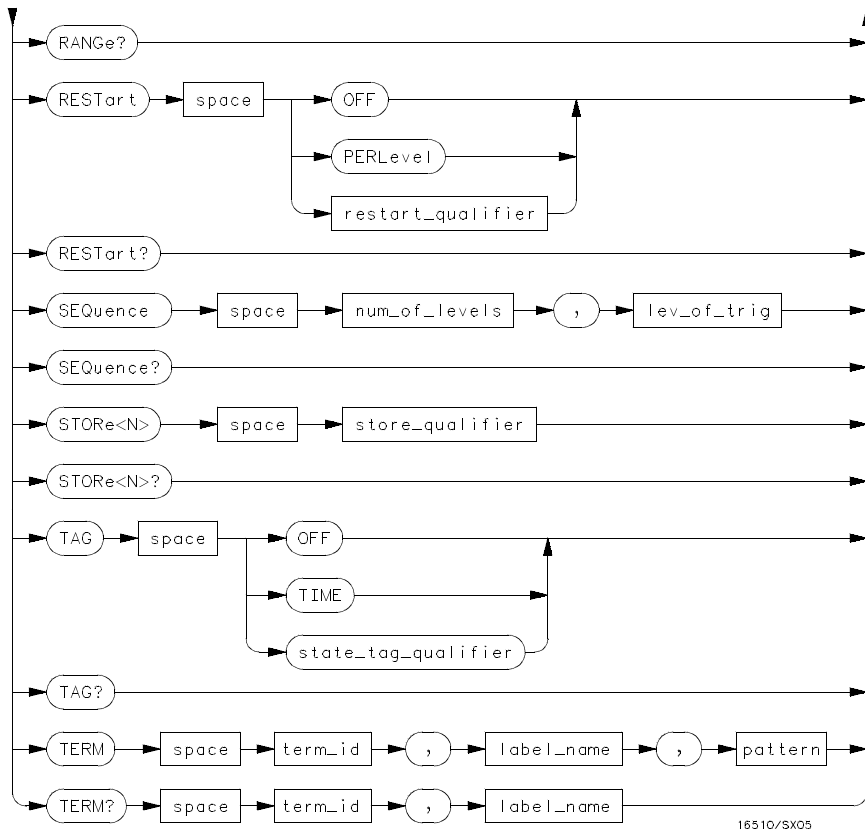 RANGe?
RESTart space OFF
PERLevel
restart_qualifier
RESTart?
SEQuence space num_of_levels , lev_of_trig
SEQuence?
STORe<N> space store_qualifier
STORe<N>?
TAG space OFF
TIME
state_tag_qualifier
TAG?
TERM space term_id , label_name , pattern
TERM? space term_id , label_name
16510/SX05